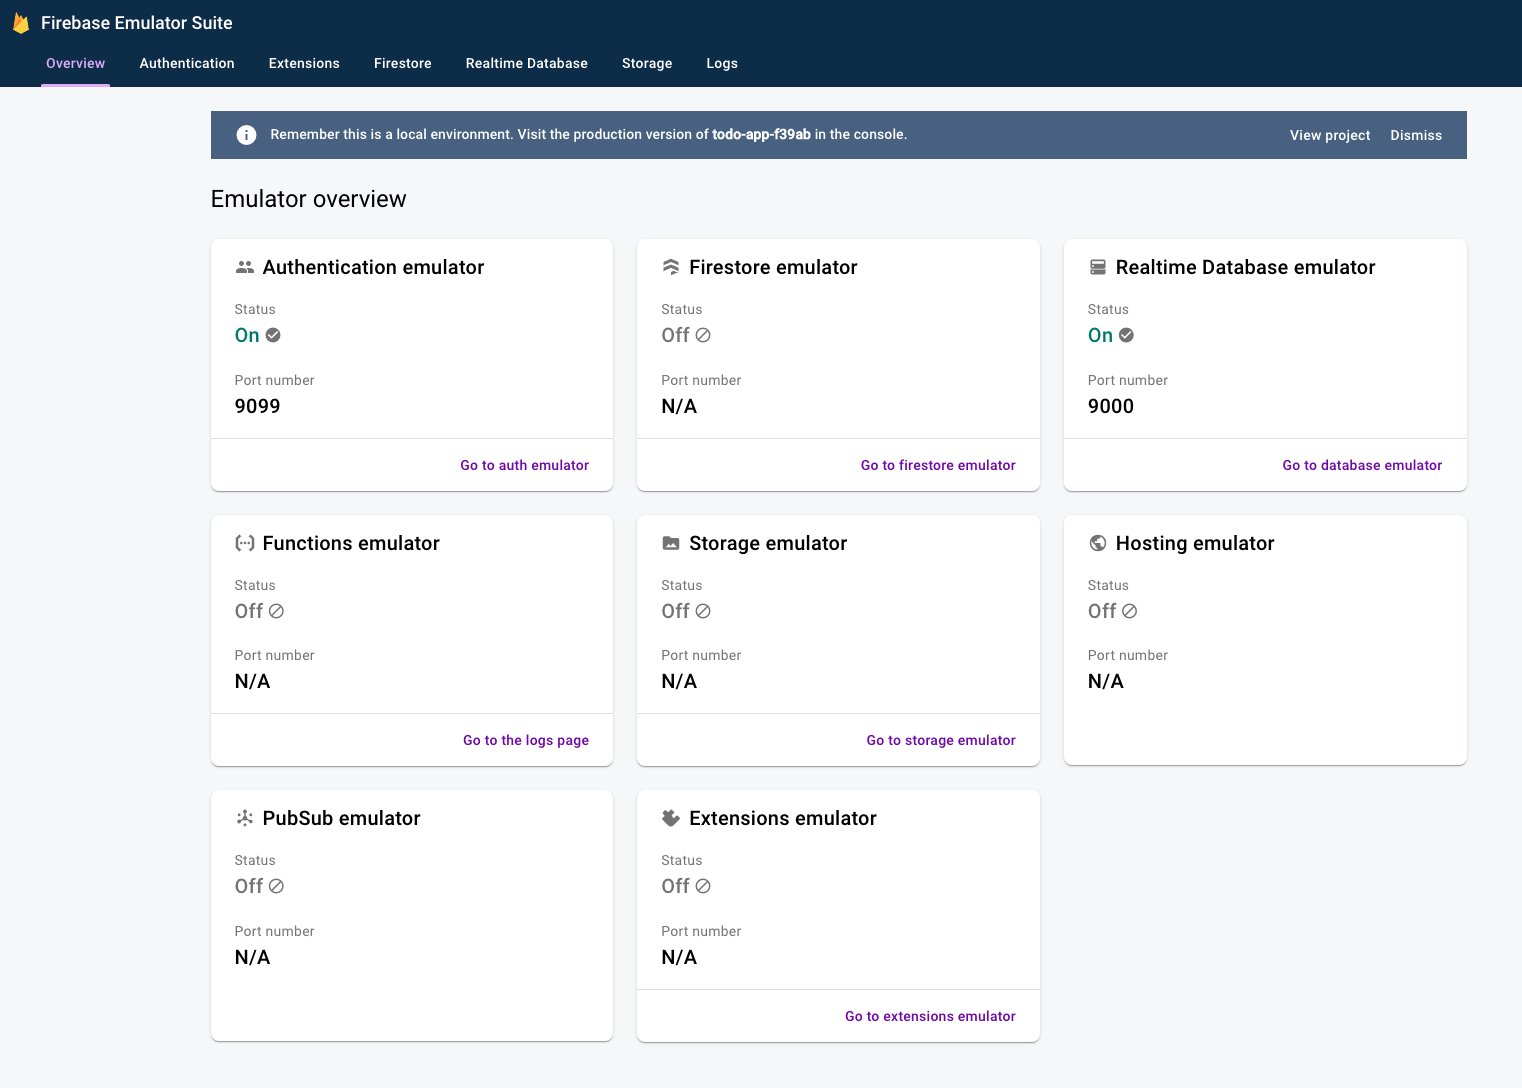 Firebase Emulator Suite
Overview Authentication Extensions Firestore Realtime Database Storage Logs
Remember this is a local environment. Visit the production version of todo-app-f39ab in the console. View project Dismiss
Emulator overview
Authentication emulator
Status
On
Port number
9099
Go to auth emulator
Firestore emulator
Status
Off
Port number
N/A
Go to firestore emulator
Realtime Database emulator
Status
On
Port number
9000
Go to database emulator
Functions emulator
Status
Off
Port number
N/A
Go to the logs page
Storage emulator
Status
Off
Port number
N/A
Go to storage emulator
Hosting emulator
Status
Off
Port number
N/A
PubSub emulator
Status
Off
Port number
N/A
Extensions emulator
Status
Off
Port number
N/A
Go to extensions emulator